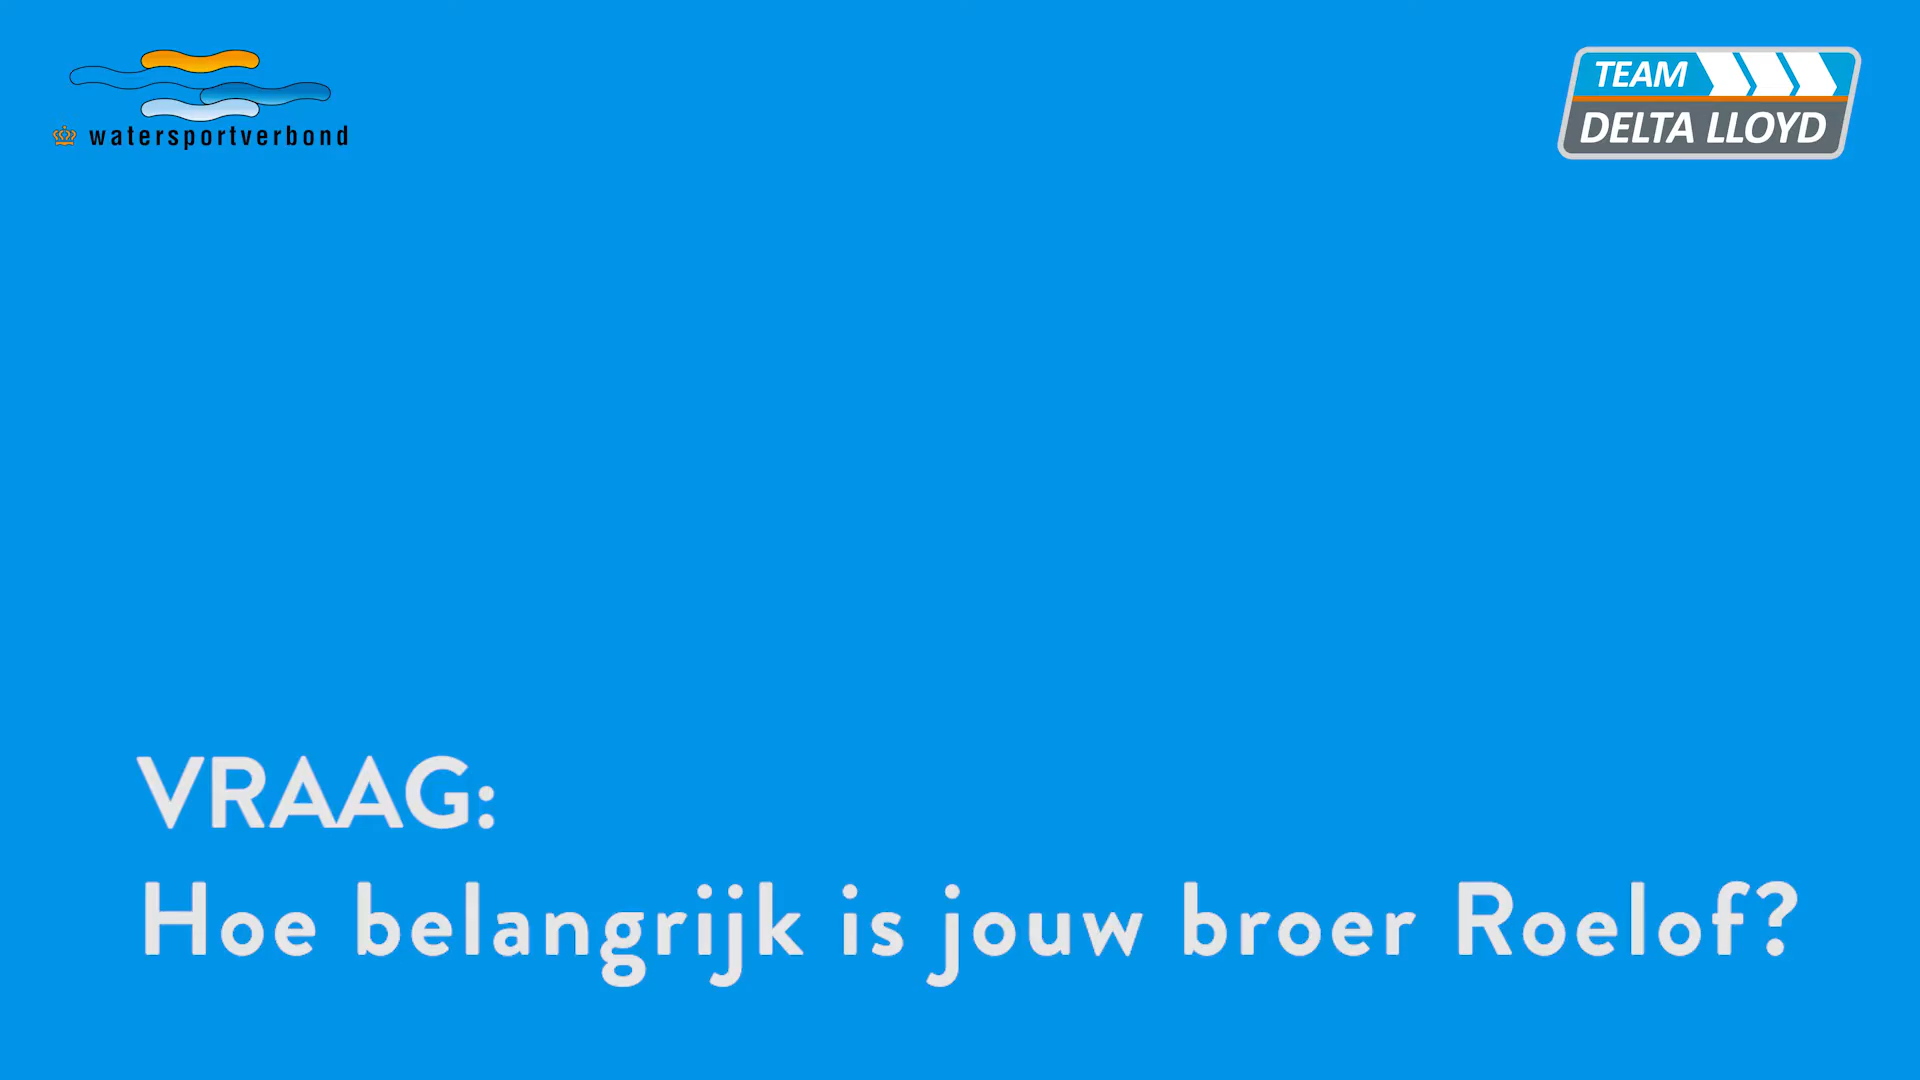 watersportverbond
TEAM
DELTA LLOYD
VRAAG:
Hoe belangrijk is jouw broer Roelof?